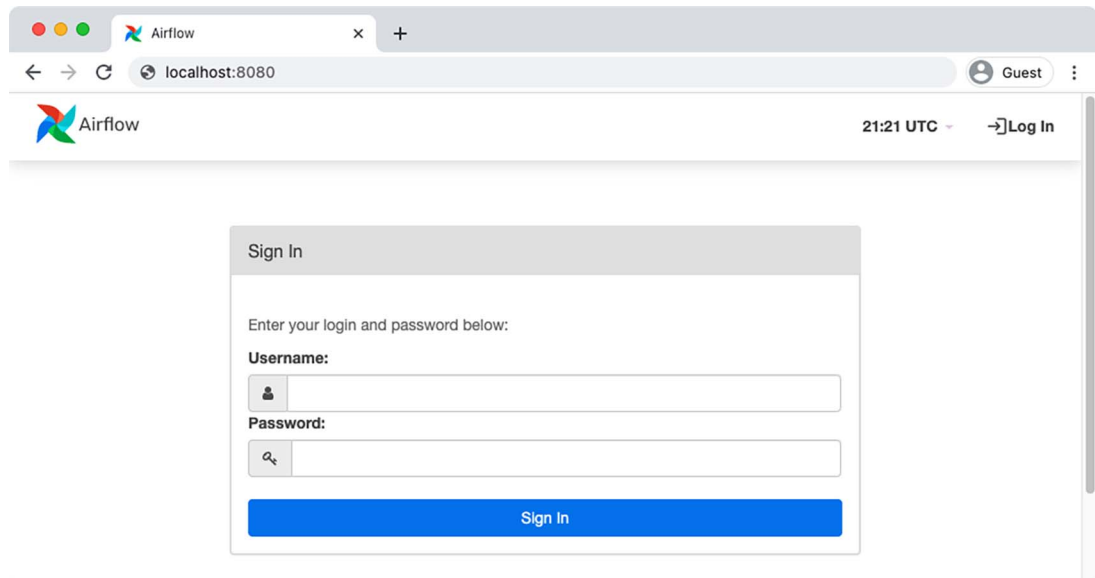 Airflow
localhost:8080
Guest
Airflow
21:21 UTC
Log In
Sign In
Enter your login and password below:
Username:
Password:
Sign In